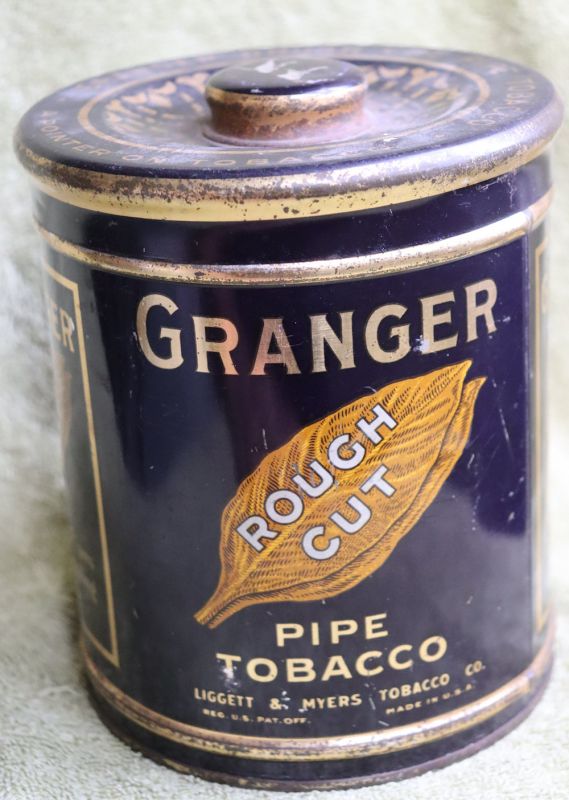 GRANGER
ROUGH
CUT
PIPE
TOBACCO
LIGGETT & MYERS TOBACCO CO.
REG. U.S. PAT. OFF. MADE IN U.S.A.